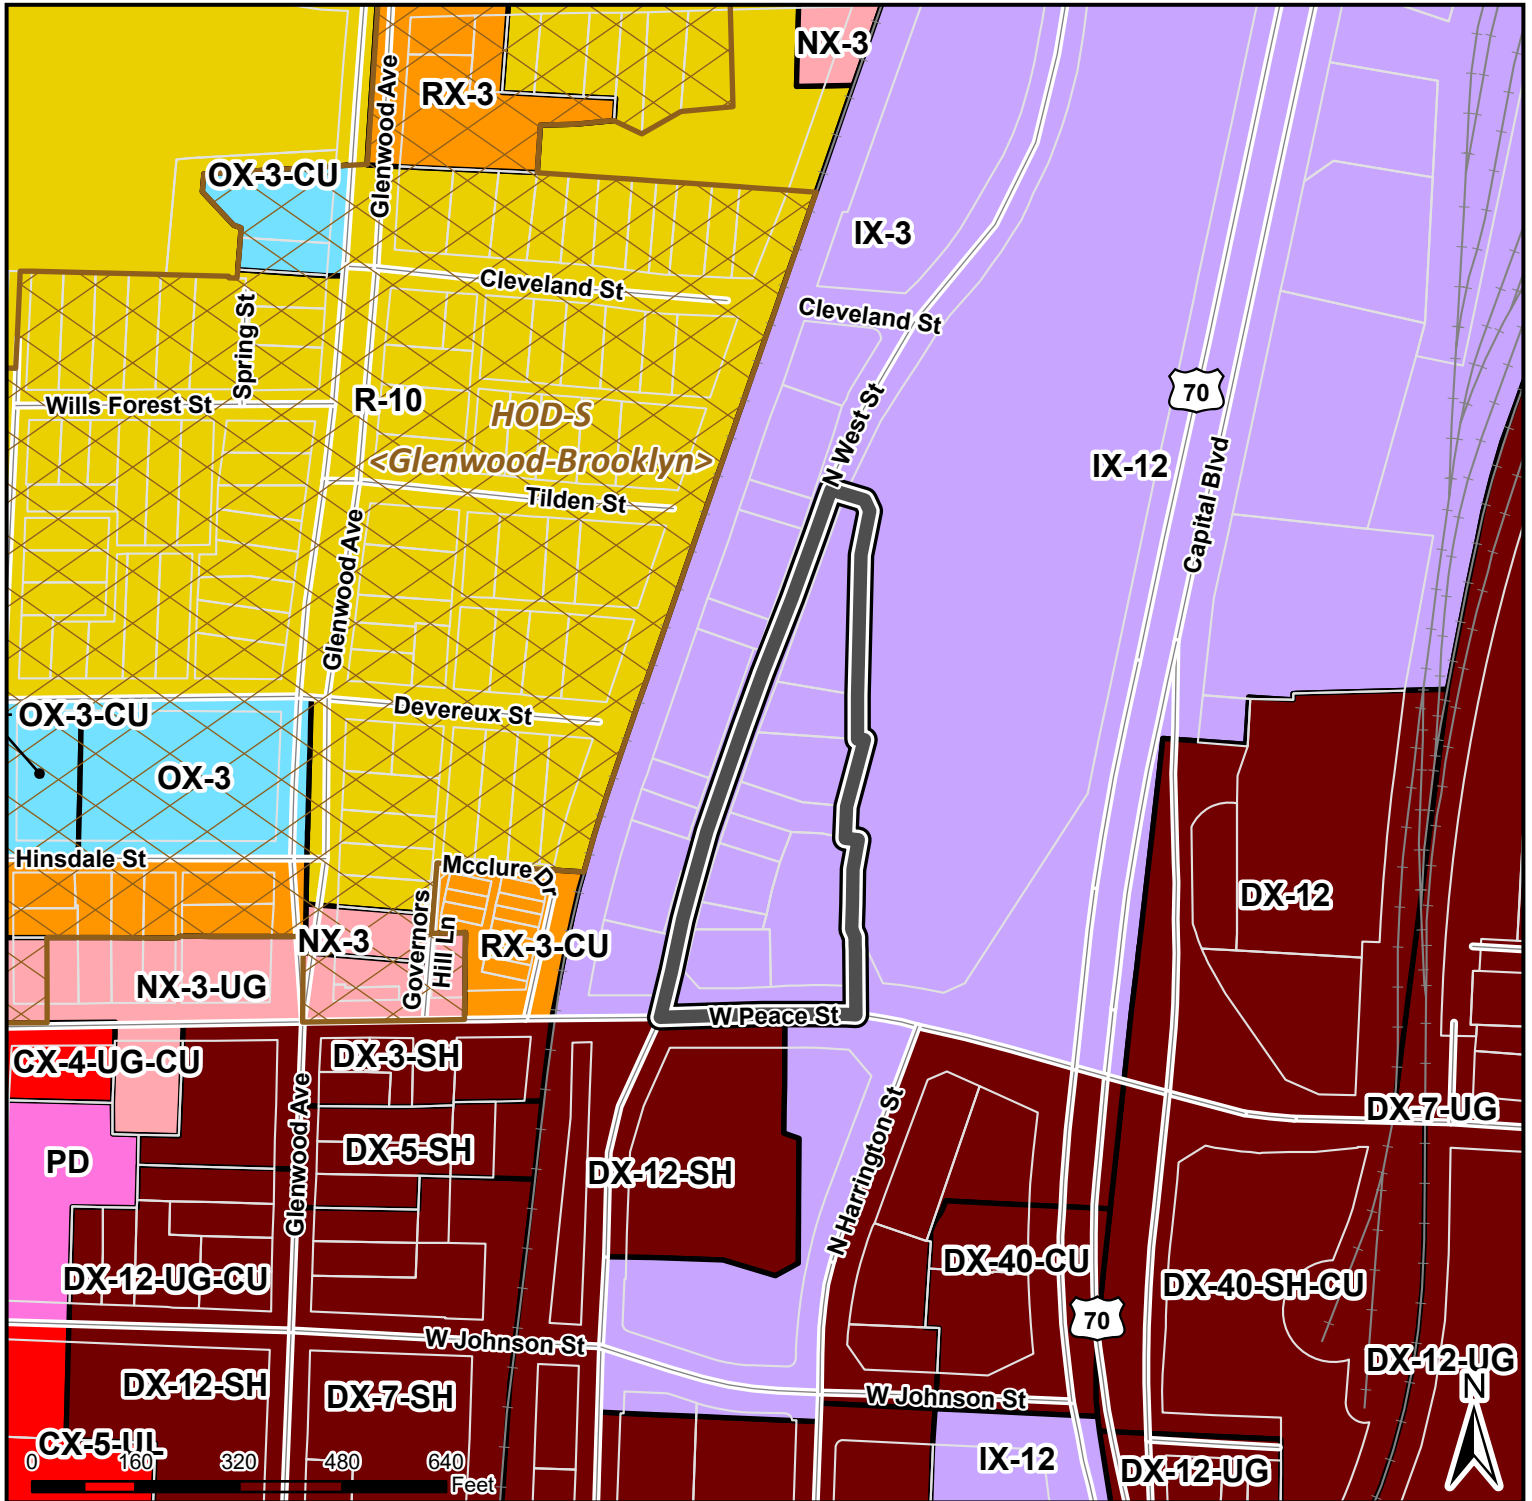 NX-3
Glenwood Ave
RX-3
OX-3-CU
IX-3
Cleveland St
Cleveland St
Spring St
70
Wills Forest St
R-10
HOD-S
<Glenwood-Brooklyn>
N West St
IX-12
Capital Blvd
Tilden St
Glenwood Ave
Devereux St
OX-3-CU
OX-3
Hinsdale St
Mcclure Dr
DX-12
Governors
Hill Ln
NX-3
RX-3-CU
NX-3-UG
W Peace St
CX-4-UG-CU
DX-3-SH
DX-7-UG
Glenwood Ave
DX-5-SH
PD
DX-12-SH
N Harrington St
DX-40-CU
DX-12-UG-CU
DX-40-SH-CU
70
W Johnson St
DX-12-UG
DX-12-SH
DX-7-SH
W Johnson St
N
CX-5-UL
IX-12
DX-12-UG
0 160 320 480 640
Feet